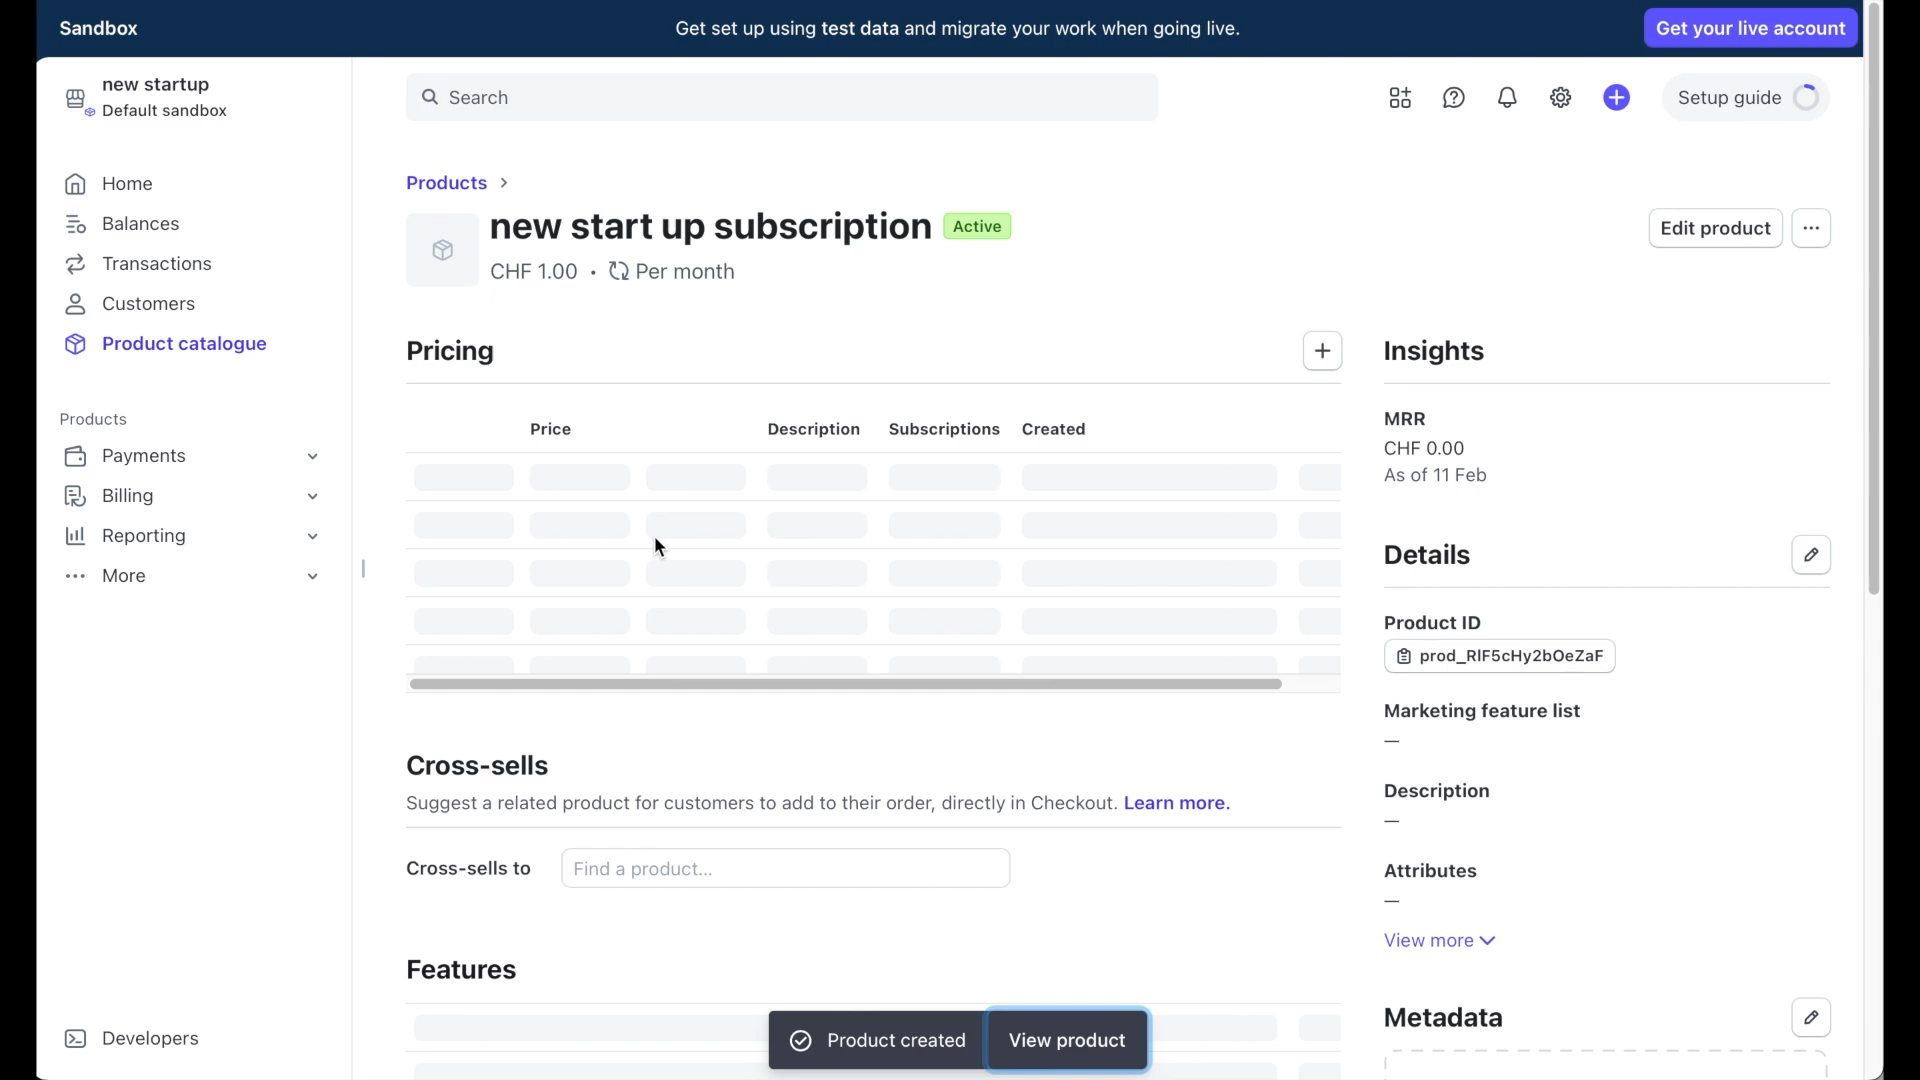 Sandbox
Get set up using test data and migrate your work when going live.
Get your live account
new startup
Default sandbox
Search
Setup guide
Home
Balances
Transactions
Customers
Product catalogue
Products
Payments
Billing
Reporting
More
Developers
Products
new start up subscription
Active
CHF 1.00 • Per month
Edit product
Pricing
Price Description Subscriptions Created
Cross-sells
Suggest a related product for customers to add to their order, directly in Checkout. Learn more.
Cross-sells to
Find a product...
Features
Insights
MRR
CHF 0.00
As of 11 Feb
Details
Product ID
prod_RlF5cHy2bOeZaF
Marketing feature list
—
Description
—
Attributes
—
View more
Metadata
Product created
View product